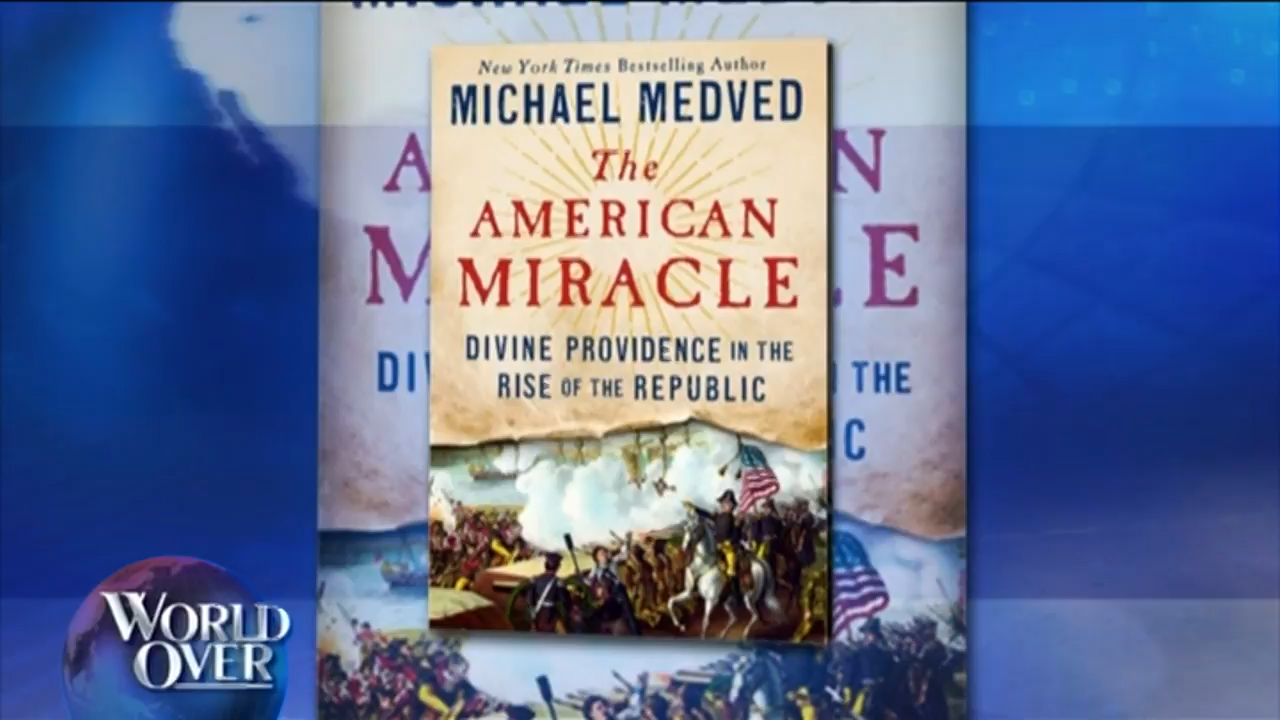 New York Times Bestselling Author
MICHAEL MEDVED
The
AMERICAN
MIRACLE
DIVINE PROVIDENCE IN THE
RISE OF THE REPUBLIC
WORLD
OVER